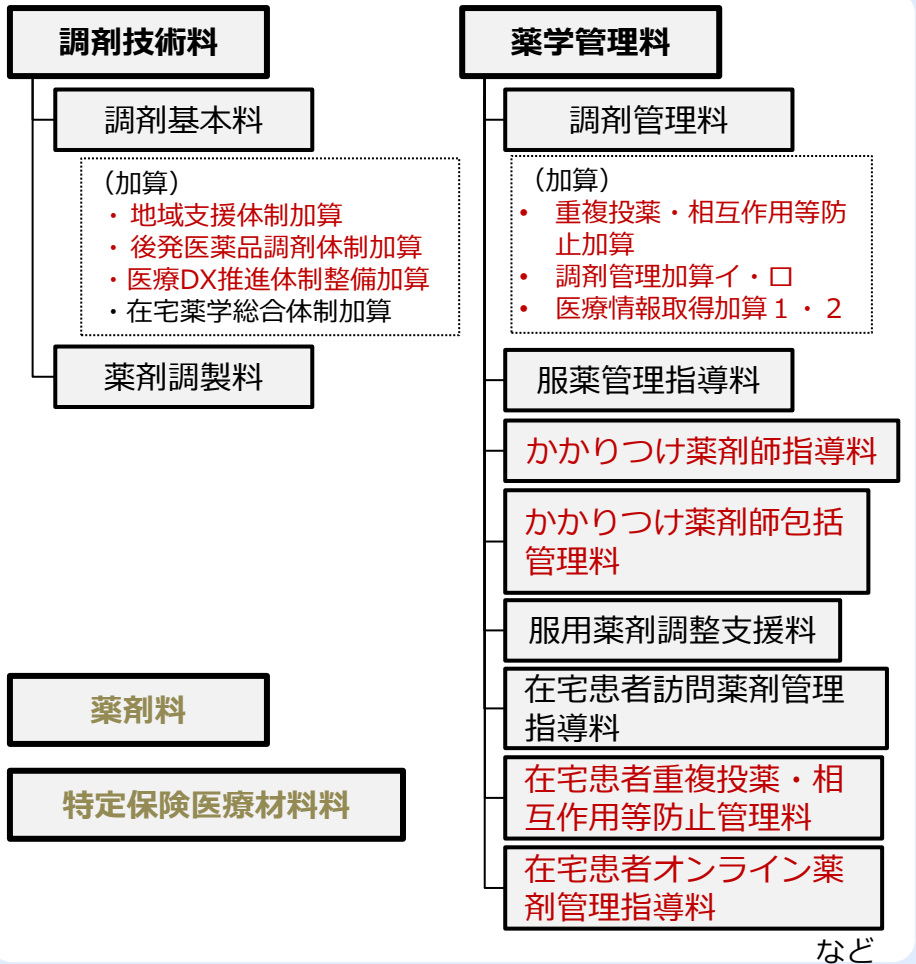 調剤技術料
調剤基本料
（加算）
・地域支援体制加算
・後発医薬品調剤体制加算
・医療DX推進体制整備加算
・在宅薬学総合体制加算
薬剤調製料
薬剤料
特定保険医療材料料
薬学管理料
調剤管理料
（加算）
• 重複投薬・相互作用等防
止加算
• 調剤管理加算イ・ロ
• 医療情報取得加算１・２
服薬管理指導料
かかりつけ薬剤師指導料
かかりつけ薬剤師包括
管理料
服用薬剤調整支援料
在宅患者訪問薬剤管理
指導料
在宅患者重複投薬・相
互作用等防止管理料
在宅患者オンライン薬
剤管理指導料
など